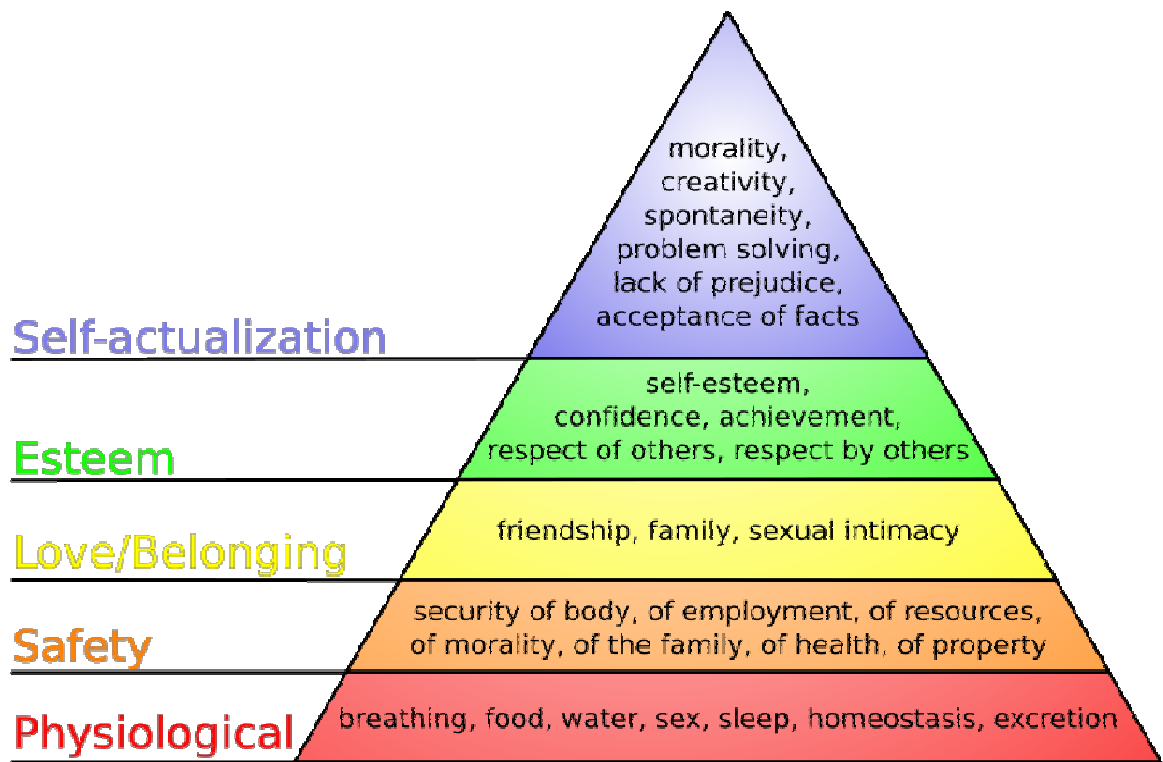 morality,
creativity,
spontaneity,
problem solving,
lack of prejudice,
acceptance of facts
Self-actualization
self-esteem,
confidence, achievement,
respect of others, respect by others
Esteem
friendship, family, sexual intimacy
Love/Belonging
security of body, of employment, of resources,
of morality, of the family, of health, of property
Safety
breathing, food, water, sex, sleep, homeostasis, excretion
Physiological